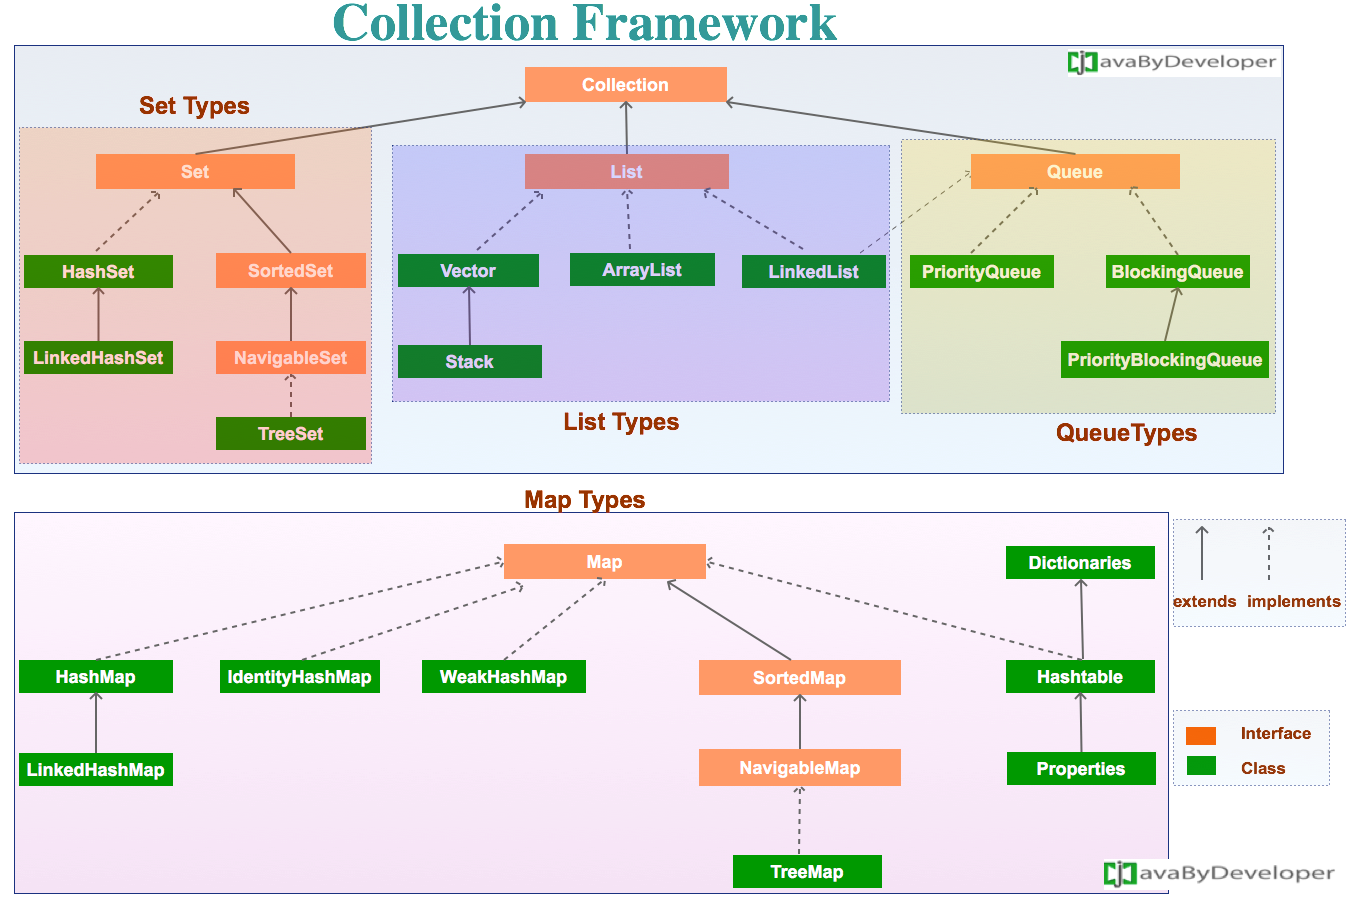 Collection Framework
avaByDeveloper
Collection
Set Types
Set
List
Queue
HashSet
SortedSet
Vector
ArrayList
LinkedList
PriorityQueue
BlockingQueue
LinkedHashSet
NavigableSet
Stack
PriorityBlockingQueue
TreeSet
List Types
QueueTypes
Map Types
Map
Dictionaries
extends
implements
HashMap
IdentityHashMap
WeakHashMap
SortedMap
Hashtable
Interface
LinkedHashMap
NavigableMap
Properties
Class
TreeMap
avaByDeveloper